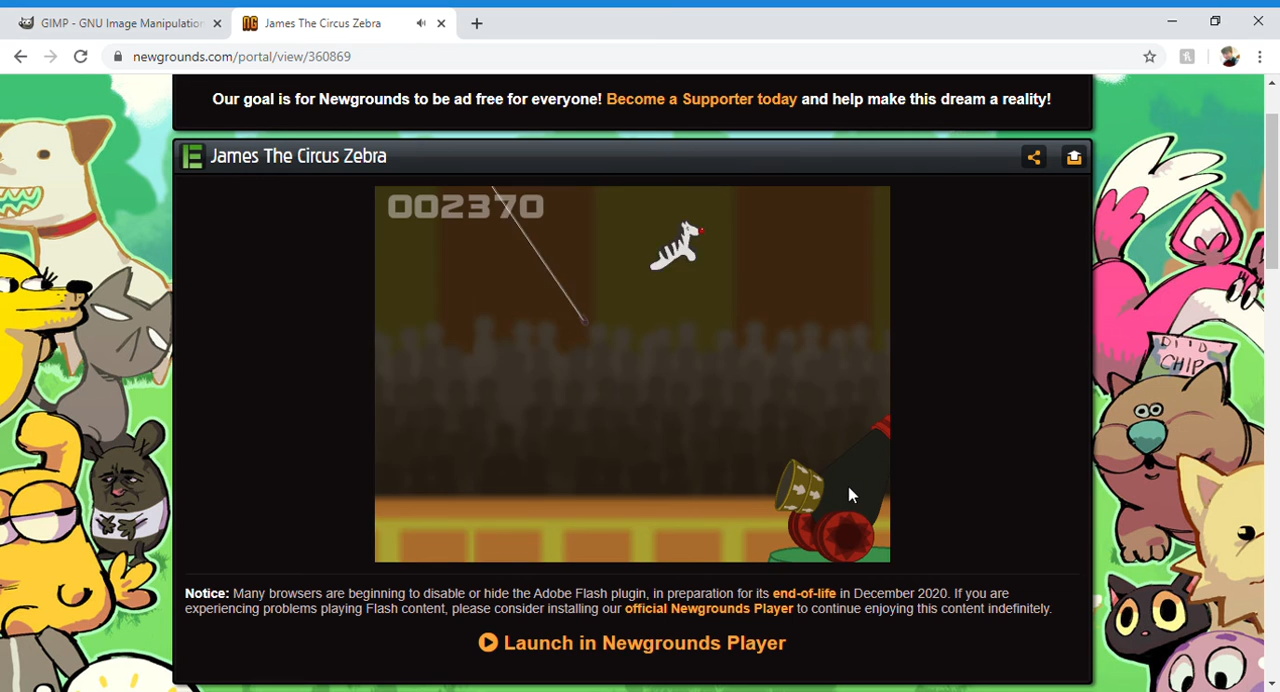 GIMP - GNU Image Manipulation
NG James The Circus Zebra
newgrounds.com/portal/view/360869
Our goal is for Newgrounds to be ad free for everyone! Become a Supporter today and help make this dream a reality!
E James The Circus Zebra
002370
CHIP
Notice: Many browsers are beginning to disable or hide the Adobe Flash plugin, in preparation for its end-of-life in December 2020. If you are
experiencing problems playing Flash content, please consider installing our official Newgrounds Player to continue enjoying this content indefinitely.
Launch in Newgrounds Player